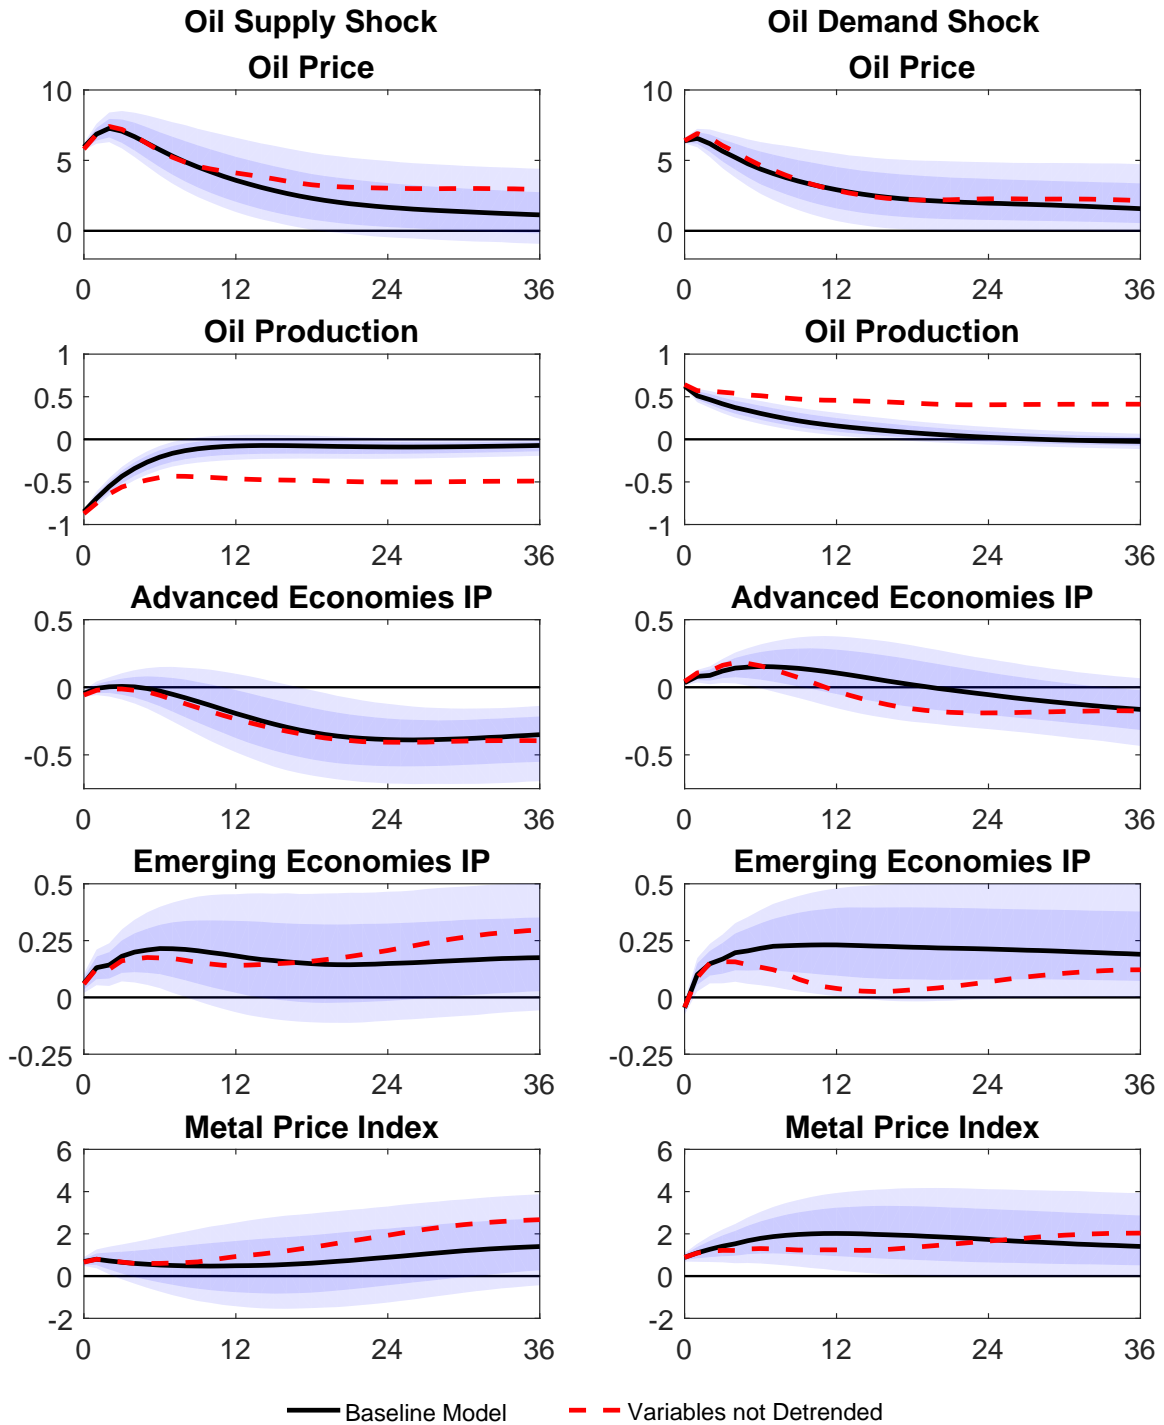 Oil Supply Shock
Oil Demand Shock
Oil Price
10
5
0
0 12 24 36
Oil Price
10
5
0
0 12 24 36
Oil Production
1
0.5
0
-0.5
-1
0 12 24 36
Oil Production
1
0.5
0
-0.5
-1
0 12 24 36
Advanced Economies IP
0.5
0
-0.5
0 12 24 36
Advanced Economies IP
0.5
0
-0.5
0 12 24 36
Emerging Economies IP
0.5
0.25
0
-0.25
0 12 24 36
Emerging Economies IP
0.5
0.25
0
-0.25
0 12 24 36
Metal Price Index
6
4
2
0
-2
0 12 24 36
Metal Price Index
6
4
2
0
-2
0 12 24 36
Baseline Model
Variables not Detrended